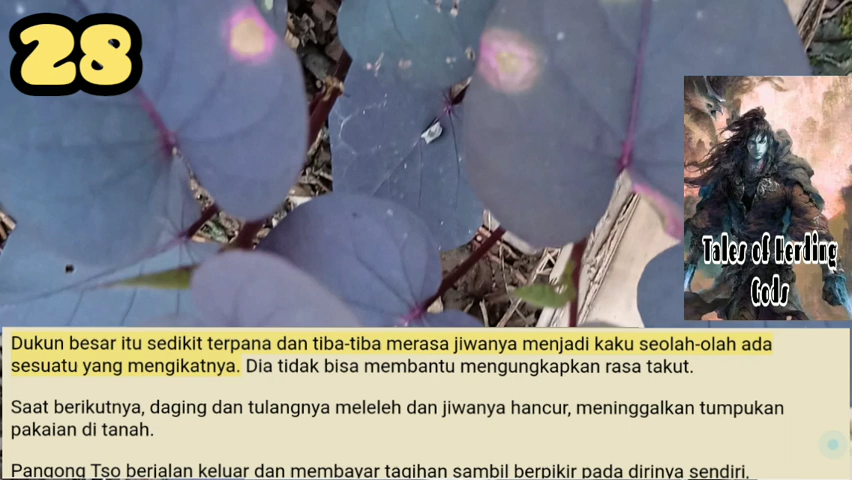 28
Tales of Herding
Gods
Dukun besar itu sedikit terpana dan tiba-tiba merasa jiwanya menjadi kaku seolah-olah ada
sesuatu yang mengikatnya. Dia tidak bisa membantu mengungkapkan rasa takut.
Saat berikutnya, daging dan tulangnya meleleh dan jiwanya hancur, meninggalkan tumpukan
pakaian di tanah.
Pangong Tso berjalan keluar dan membayar tagihan sambil berpikir pada dirinya sendiri,